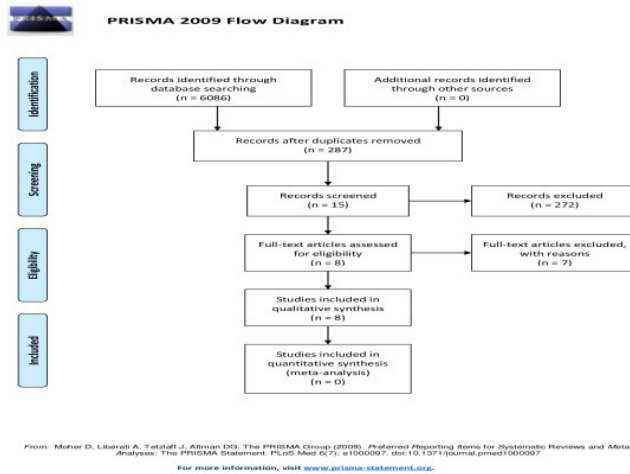 PRISMA
PRISMA 2009 Flow Diagram
Identification
Records identified through
database searching
(n = 6086)
Additional records identified
through other sources
(n = 0)
Records after duplicates removed
(n = 287)
Screening
Records screened
(n = 15)
Records excluded
(n = 272)
Eligibility
Full-text articles assessed
for eligibility
(n = 8)
Full-text articles excluded,
with reasons
(n = 7)
Studies included in
qualitative synthesis
(n = 8)
Included
Studies included in
quantitative synthesis
(meta-analysis)
(n = 0)
From: Moher D, Liberati A, Tetzlaff J, Altman DG, The PRISMA Group (2009). Preferred Reporting Items for Systematic Reviews and Meta
Analyses: The PRISMA Statement. PLoS Med 6(7): e1000097. doi:10.1371/journal.pmed1000097
For more information, visit www.prisma-statement.org.